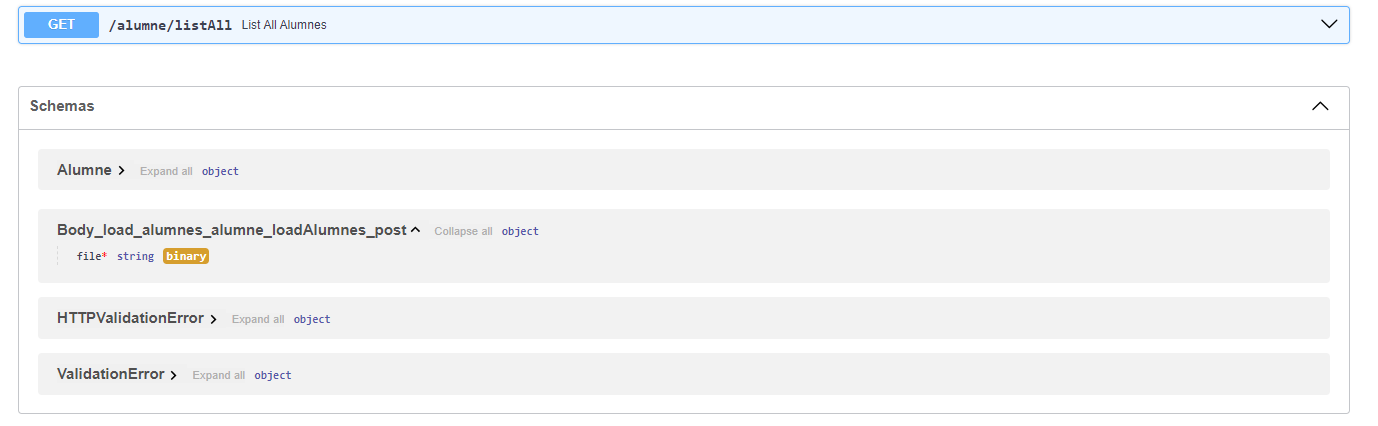 GET /alumne/listAll List All Alumnes
Schemas
Alumne Expand all object
Body_load_alumnes_alumne_loadAlumnes_post Collapse all object
file* string binary
HTTPValidationError Expand all object
ValidationError Expand all object